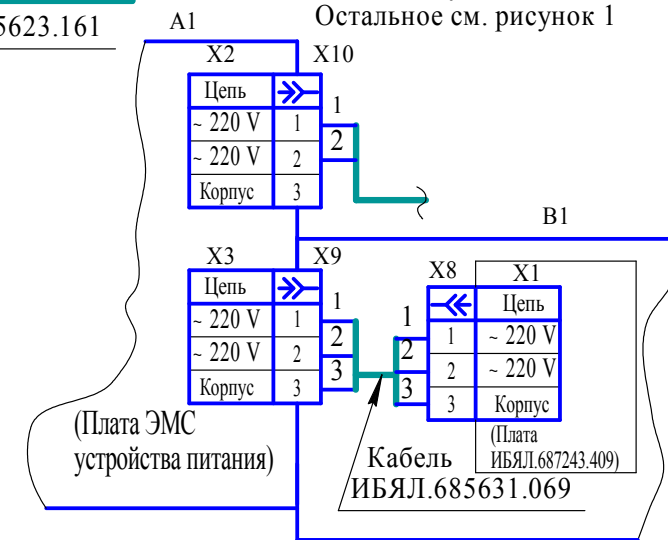 5623.161
Остальное см. рисунок 1
A1
X2 X10
Цепь
~ 220 V 1 1
~ 220 V 2 2
Корпус 3
B1
X3 X9
Цепь
~ 220 V 1 1
~ 220 V 2 2
Корпус 3 3
X8 X1
Цепь
1 1 ~ 220 V
2 2 ~ 220 V
3 3 Корпус
(Плата
ИБЯЛ.687243.409)
(Плата ЭМС
устройства питания)
Кабель
ИБЯЛ.685631.069